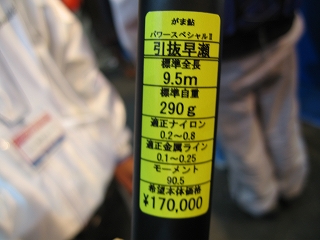 がま鮎
パワースペシャルⅡ
引抜早瀬
標準全長
9.5m
標準自重
290g
適正ナイロン
0.2～0.8
適正金属ライン
0.1～0.25
モーメント
90.5
希望本体価格
¥170,000